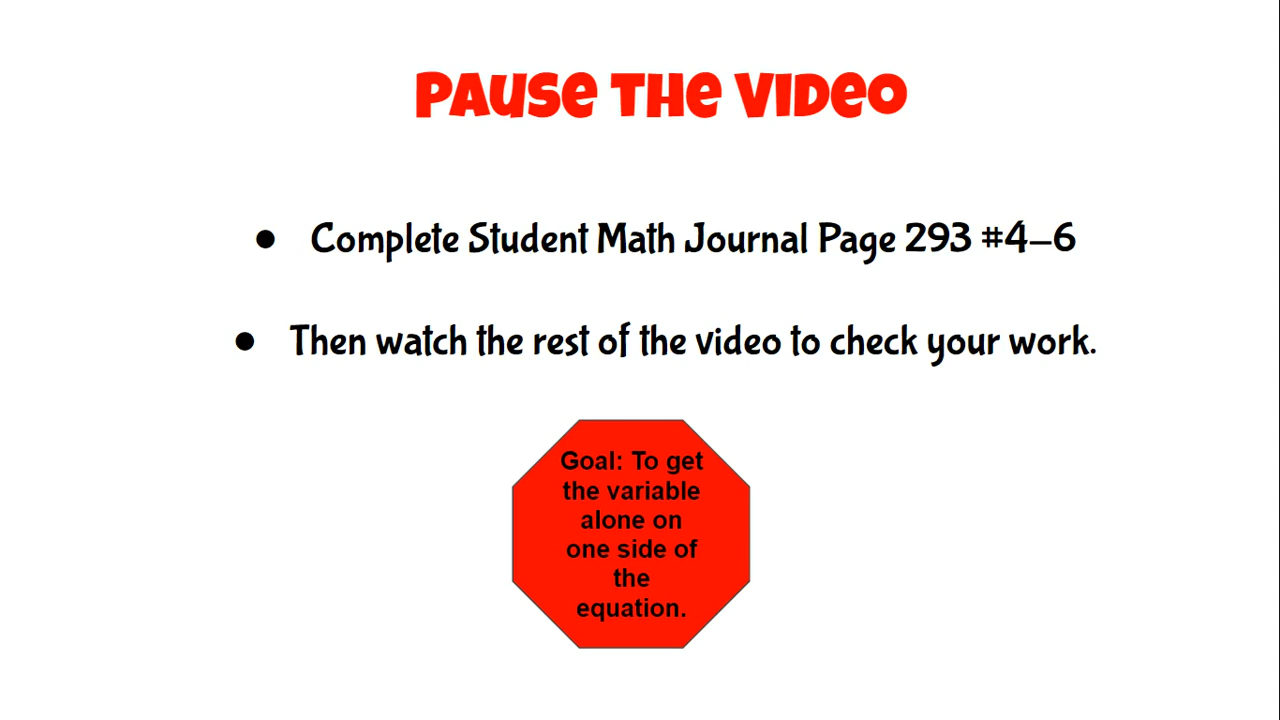 Pause the Video
● Complete Student Math Journal Page 293 #4–6
● Then watch the rest of the video to check your work.
Goal: To get
the variable
alone on
one side of
the
equation.